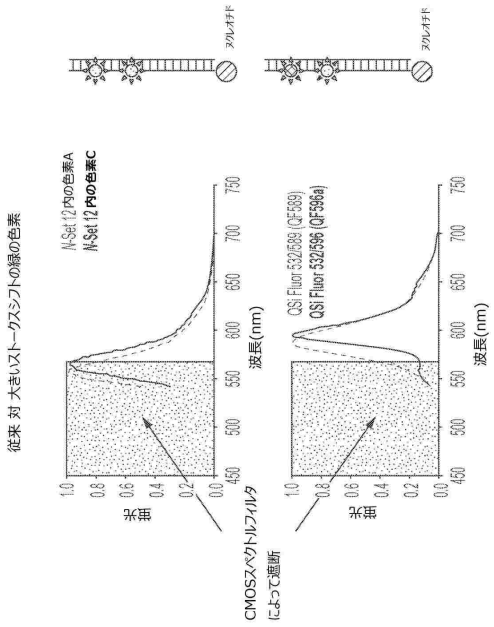 従来 対 大きいストークスシフトの緑の色素
CMOSスペクトルフィルタ
によって遮断
蛍光
1.0
0.8
0.6
0.4
0.2
0.0
450
500
550
600
650
700
750
波長(nm)
N-Set 12 内の色素A
N-Set 12 内の色素C
ヌクレオチド
蛍光
1.0
0.8
0.6
0.4
0.2
0.0
450
500
550
600
650
700
750
波長(nm)
QSi Fluor 532/589 (QF589)
QSi Fluor 532/596 (QF596a)
ヌクレオチド